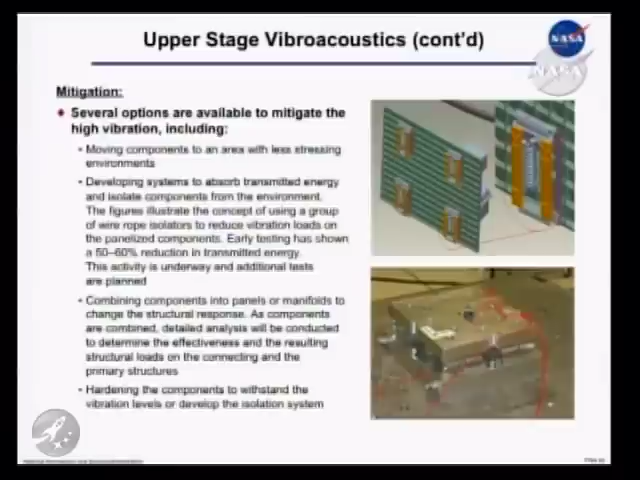 Upper Stage Vibroacoustics (cont'd)
NASA
NASA
Mitigation:
Several options are available to mitigate the
high vibration, including:
Moving components to an area with less stressing
environments
Developing systems to absorb transmitted energy
and isolate components from the environment.
The figures illustrate the concept of using a group
of wire rope isolators to reduce vibration loads on
the panelized components. Early testing has shown
a 50–60% reduction in transmitted energy.
This activity is underway and additional tests
are planned
Combining components into panels or manifolds to
change the structural response. As components
are combined, detailed analysis will be conducted
to determine the effectiveness and the resulting
structural loads on the connecting and the
primary structures
Hardening the components to withstand the
vibration levels or develop the isolation system